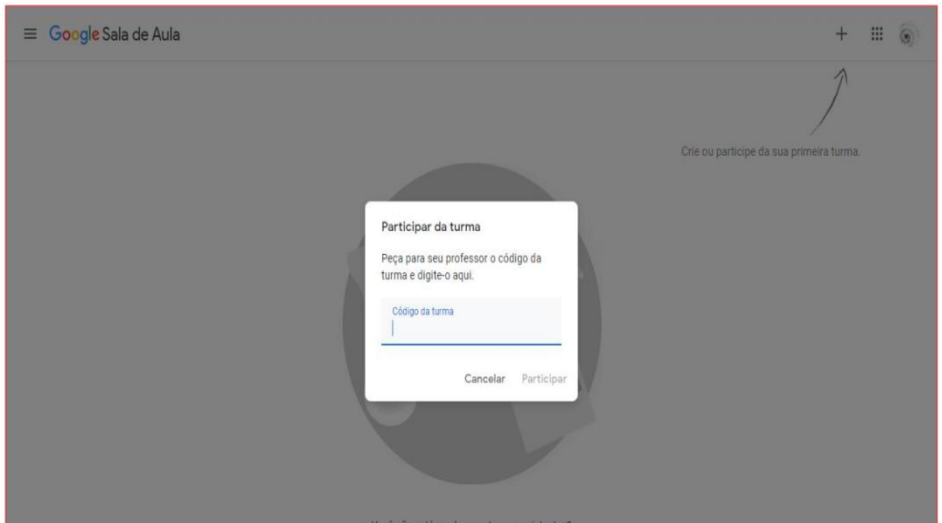 Google Sala de Aula
Crie ou participe da sua primeira turma.
Participar da turma
Peça para seu professor o código da
turma e digite-o aqui.
Código da turma
Cancelar Participar